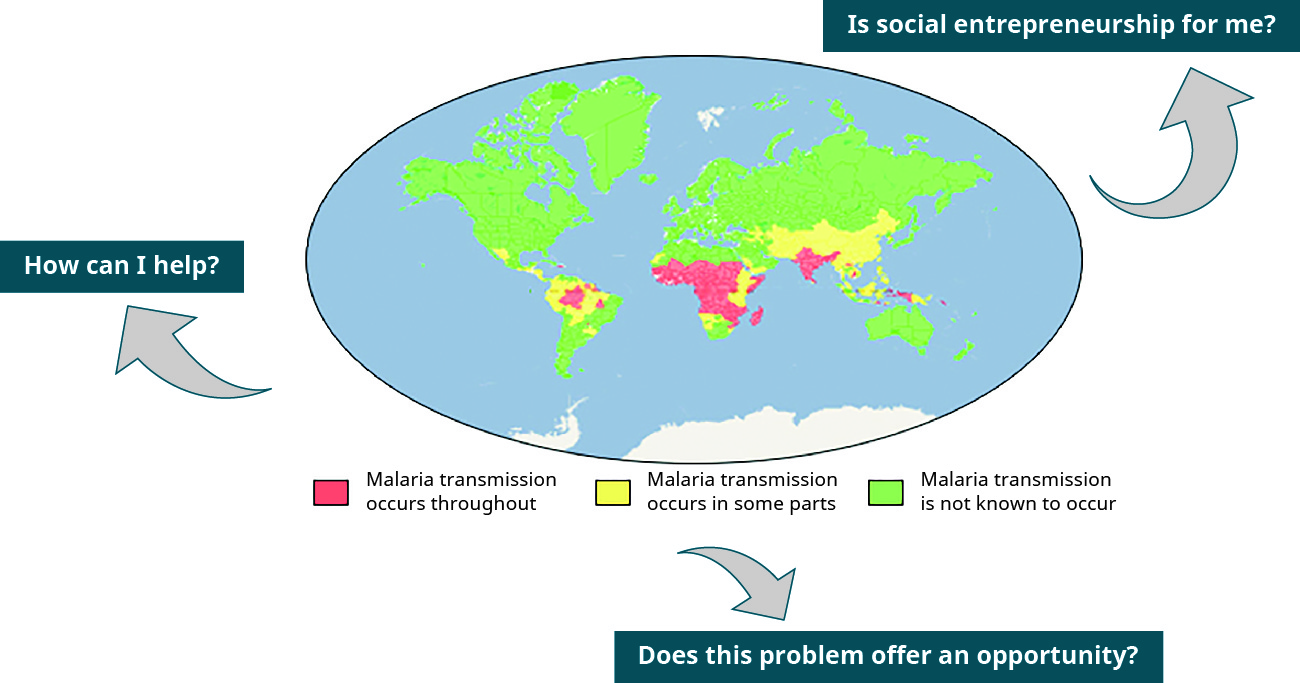 Is social entrepreneurship for me?
How can I help?
Malaria transmission
occurs throughout
Malaria transmission
occurs in some parts
Malaria transmission
is not known to occur
Does this problem offer an opportunity?